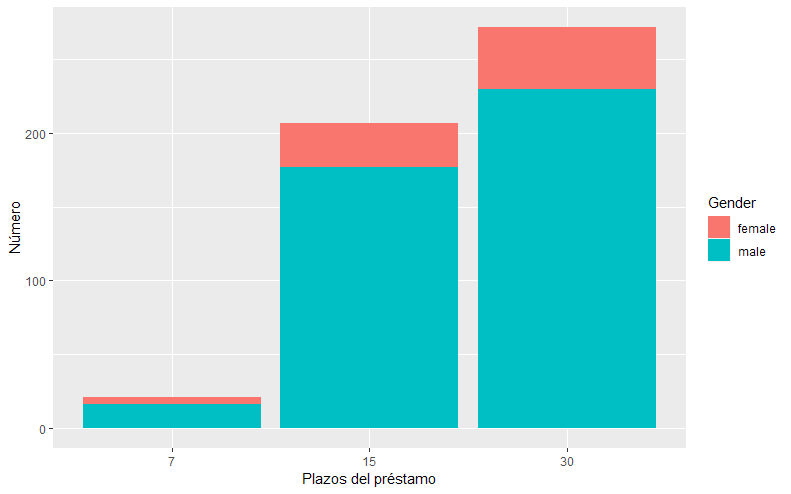 Número
200
100
0
7 15 30
Plazos del préstamo
Gender
female
male